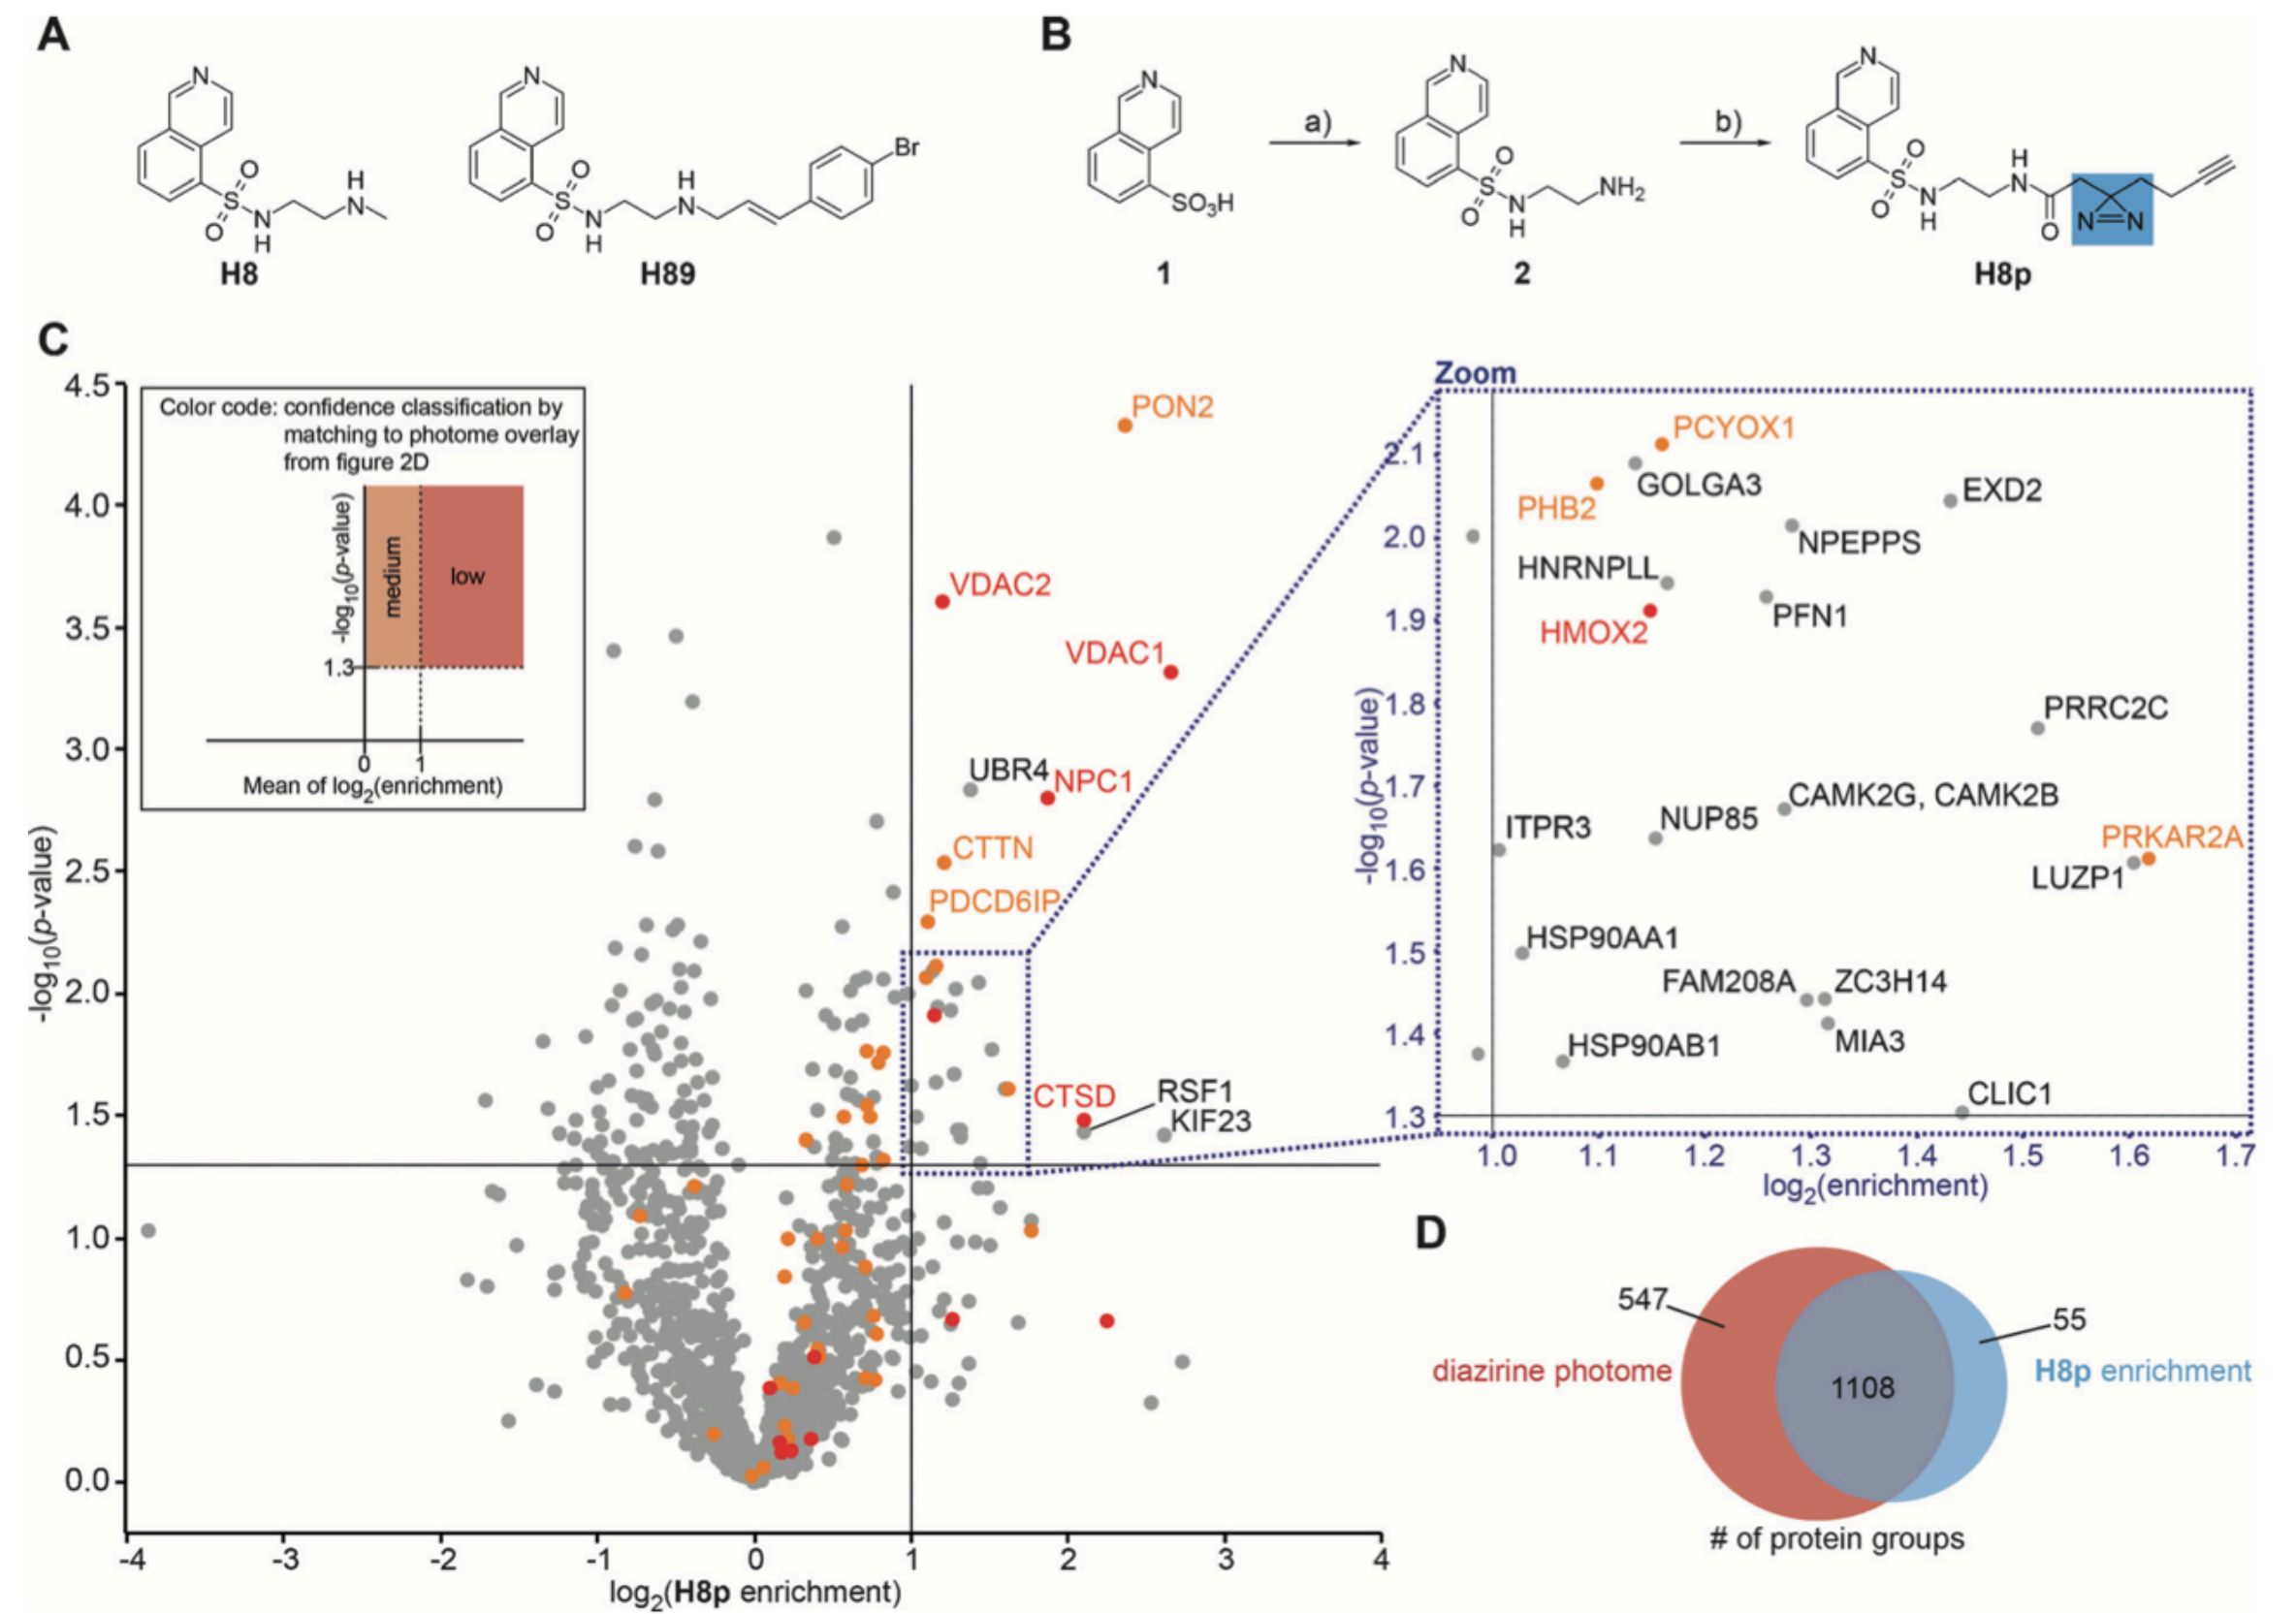 A
N
O
S
O
N
H
H
N
H8
N
O
S
O
N
H
H
N
Br
H89
B
N
SO3H
1
a)
N
O
S
O
N
H
NH2
2
b)
N
O
S
O
N
H
H
N
O
N
N
H8p
C
4.5
4.0
3.5
3.0
2.5
2.0
1.5
1.0
0.5
0.0
-log10(p-value)
-4
-3
-2
-1
0
1
2
3
4
log2(H8p enrichment)
Color code: confidence classification by
matching to photome overlay
from figure 2D
-log10(p-value)
medium
low
1.3
0
1
Mean of log2(enrichment)
PON2
VDAC2
VDAC1
UBR4
NPC1
CTTN
PDCD6IP
CTSD
RSF1
KIF23
Zoom
2.1
2.0
1.9
1.8
1.7
1.6
1.5
1.4
1.3
-log10(p-value)
PCYOX1
GOLGA3
PHB2
EXD2
NPEPPS
HNRNPLL
PFN1
HMOX2
PRRC2C
CAMK2G, CAMK2B
NUP85
ITPR3
PRKAR2A
LUZP1
HSP90AA1
FAM208A
ZC3H14
MIA3
HSP90AB1
CLIC1
1.0
1.1
1.2
1.3
1.4
1.5
1.6
1.7
log2(enrichment)
D
547
55
diazirine photome
1108
H8p enrichment
# of protein groups